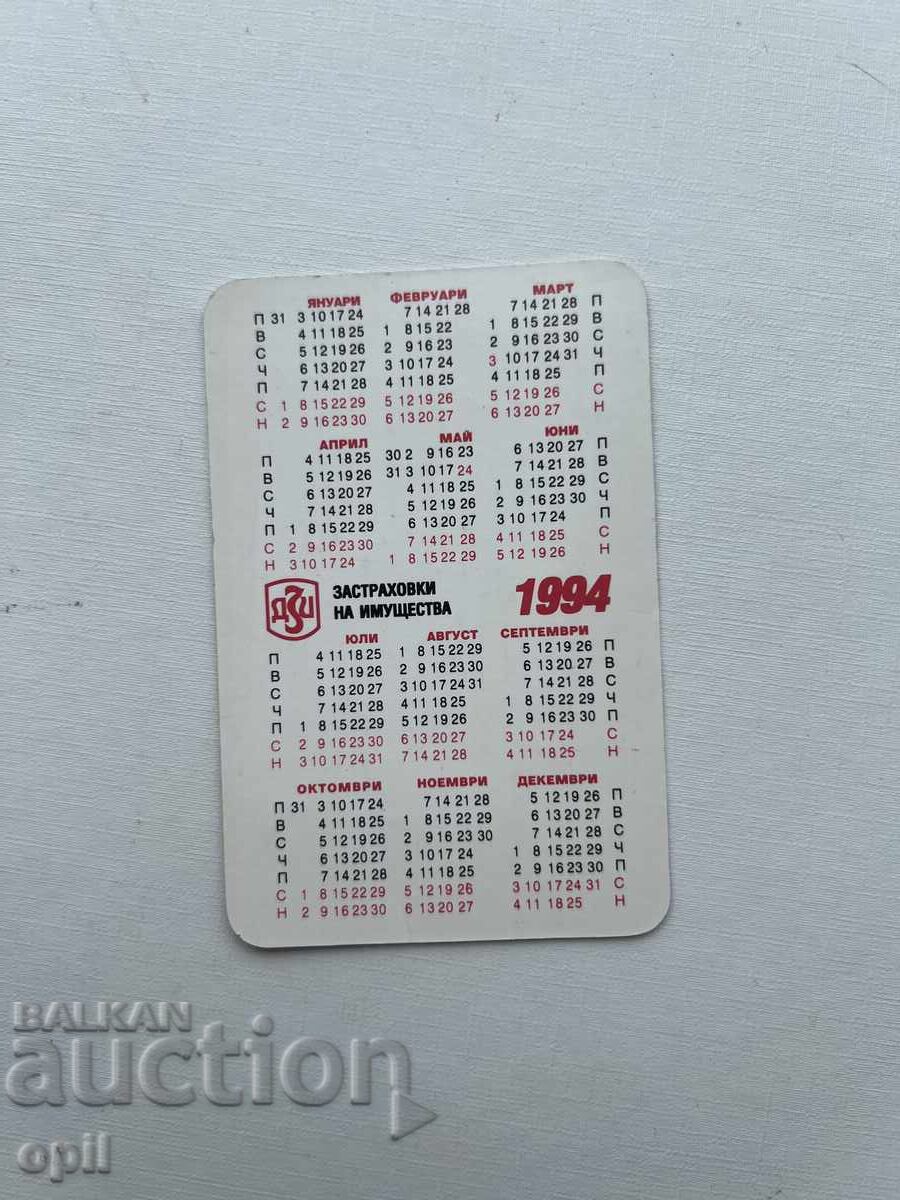 ЯНУАРИ ФЕВРУАРИ МАРТ
П 31 3 10 17 24 7 14 21 28 7 14 21 28 П
В 4 11 18 25 1 8 15 22 1 8 15 22 29 В
С 5 12 19 26 2 9 16 23 2 9 16 23 30 С
Ч 6 13 20 27 3 10 17 24 3 10 17 24 31 Ч
П 7 14 21 28 4 11 18 25 4 11 18 25 П
С 1 8 15 22 29 5 12 19 26 5 12 19 26 С
Н 2 9 16 23 30 6 13 20 27 6 13 20 27 Н
АПРИЛ МАЙ ЮНИ
П 4 11 18 25 30 2 9 16 23 6 13 20 27 П
В 5 12 19 26 31 3 10 17 24 7 14 21 28 В
С 6 13 20 27 4 11 18 25 1 8 15 22 29 С
Ч 7 14 21 28 5 12 19 26 2 9 16 23 30 Ч
П 1 8 15 22 29 6 13 20 27 3 10 17 24 П
С 2 9 16 23 30 7 14 21 28 4 11 18 25 С
Н 3 10 17 24 1 8 15 22 29 5 12 19 26 Н
ДЗИ ЗАСТРАХОВКИ 1994
НА ИМУЩЕСТВА
ЮЛИ АВГУСТ СЕПТЕМВРИ
П 4 11 18 25 1 8 15 22 29 5 12 19 26 П
В 5 12 19 26 2 9 16 23 30 6 13 20 27 В
С 6 13 20 27 3 10 17 24 31 7 14 21 28 С
Ч 7 14 21 28 4 11 18 25 1 8 15 22 29 Ч
П 1 8 15 22 29 5 12 19 26 2 9 16 23 30 П
С 2 9 16 23 30 6 13 20 27 3 10 17 24 С
Н 3 10 17 24 31 7 14 21 28 4 11 18 25 Н
ОКТОМВРИ НОЕМВРИ ДЕКЕМВРИ
П 31 3 10 17 24 7 14 21 28 5 12 19 26 П
В 4 11 18 25 1 8 15 22 29 6 13 20 27 В
С 5 12 19 26 2 9 16 23 30 7 14 21 28 С
Ч 6 13 20 27 3 10 17 24 1 8 15 22 29 Ч
П 7 14 21 28 4 11 18 25 2 9 16 23 30 П
С 1 8 15 22 29 5 12 19 26 3 10 17 24 31 С
Н 2 9 16 23 30 6 13 20 27 4 11 18 25 Н
BALKAN
auction
opil